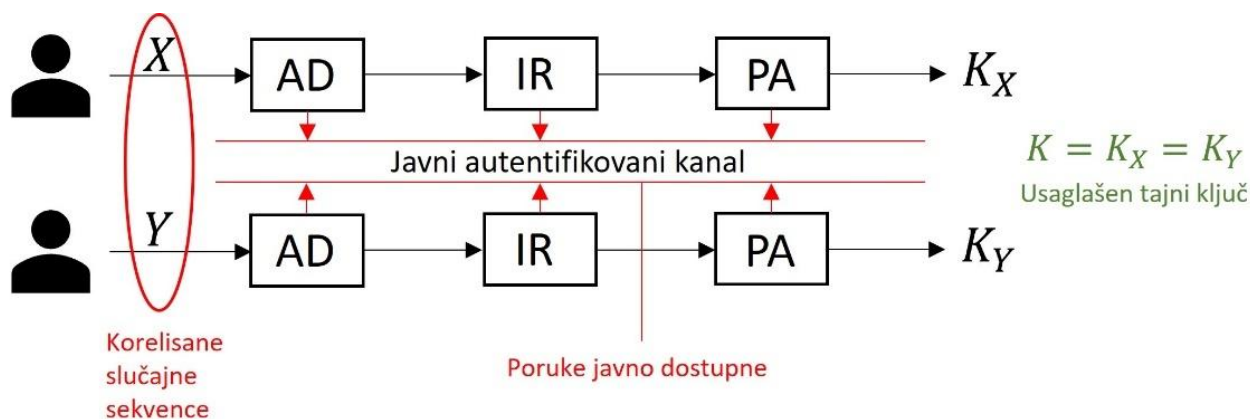 X AD IR PA K_X
Javni autentifikovani kanal
K = K_X = K_Y
Usaglašen tajni ključ
Y AD IR PA K_Y
Korelisane
slučajne
sekvence
Poruke javno dostupne